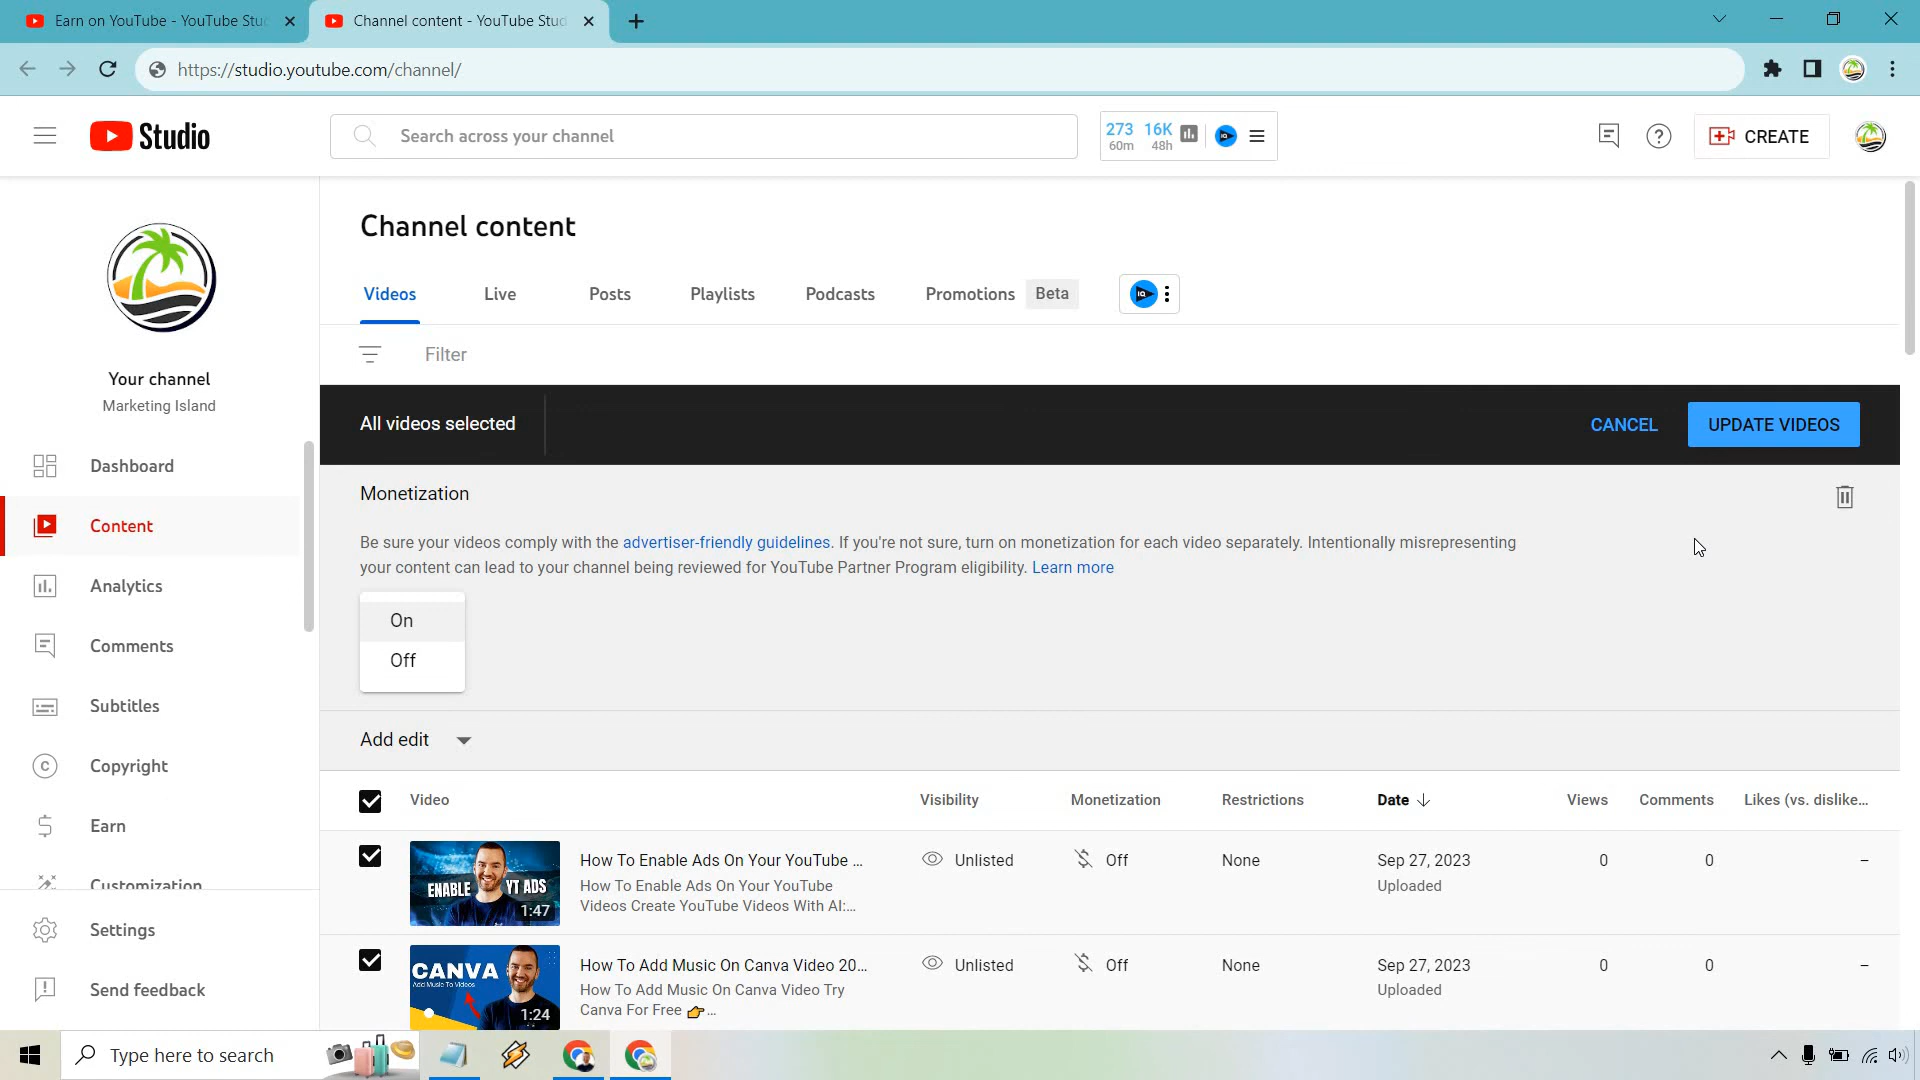 Earn on YouTube - YouTube Stu
Channel content - YouTube Stud
https://studio.youtube.com/channel/
Studio
Search across your channel
273 16K
60m 48h
CREATE
Channel content
Videos Live Posts Playlists Podcasts Promotions Beta
Filter
Your channel
Marketing Island
All videos selected CANCEL UPDATE VIDEOS
Dashboard
Content
Analytics
Comments
Subtitles
Copyright
Earn
Customization
Settings
Send feedback
Monetization
Be sure your videos comply with the advertiser-friendly guidelines. If you're not sure, turn on monetization for each video separately. Intentionally misrepresenting
your content can lead to your channel being reviewed for YouTube Partner Program eligibility. Learn more
On
Off
Add edit
Video Visibility Monetization Restrictions Date Views Comments Likes (vs. dislike...
ENABLE YT ADS
1:47
How To Enable Ads On Your YouTube ... Unlisted Off None Sep 27, 2023 0 0 –
How To Enable Ads On Your YouTube Uploaded
Videos Create YouTube Videos With AI:...
CANVA
Add Music To Videos
1:24
How To Add Music On Canva Video 20... Unlisted Off None Sep 27, 2023 0 0 –
How To Add Music On Canva Video Try Uploaded
Canva For Free 👉 ...
Type here to search